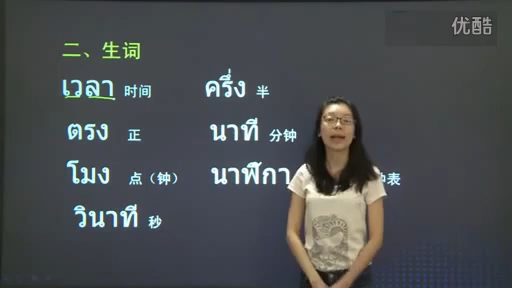 优酷
二、生词
เวลา 时间 ครึ่ง 半
ตรง 正 นาที 分钟
โมง 点（钟） นาฬิกา 钟表
วินาที 秒